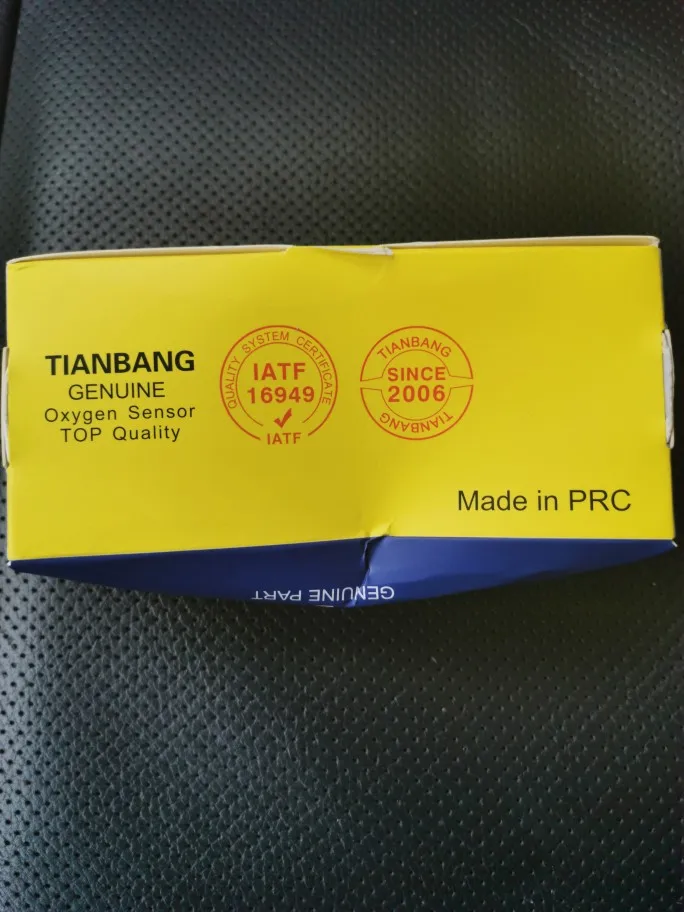 TIANBANG
GENUINE
Oxygen Sensor
TOP Quality
QUALITY SYSTEM CERTIFICATE
IATF
16949
IATF
TIANBANG
SINCE
2006
TIANBANG
Made in PRC
GENUINE PART